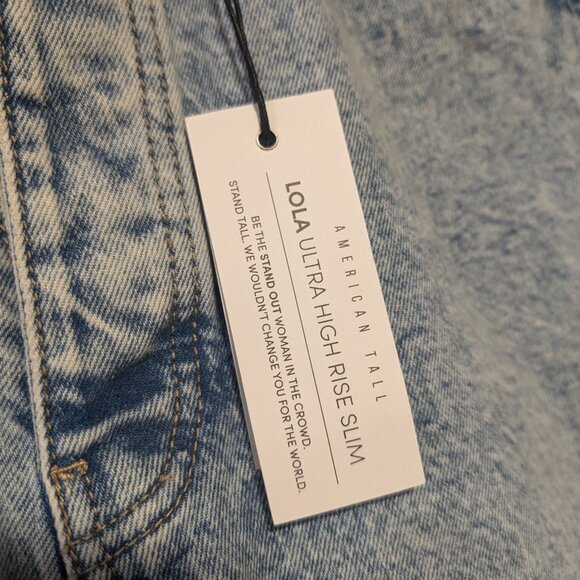 AMERICAN TALL
LOLA ULTRA HIGH RISE SLIM
BE THE STAND OUT WOMAN IN THE CROWD.
STAND TALL. WE WOULDN'T CHANGE YOU FOR THE WORLD.